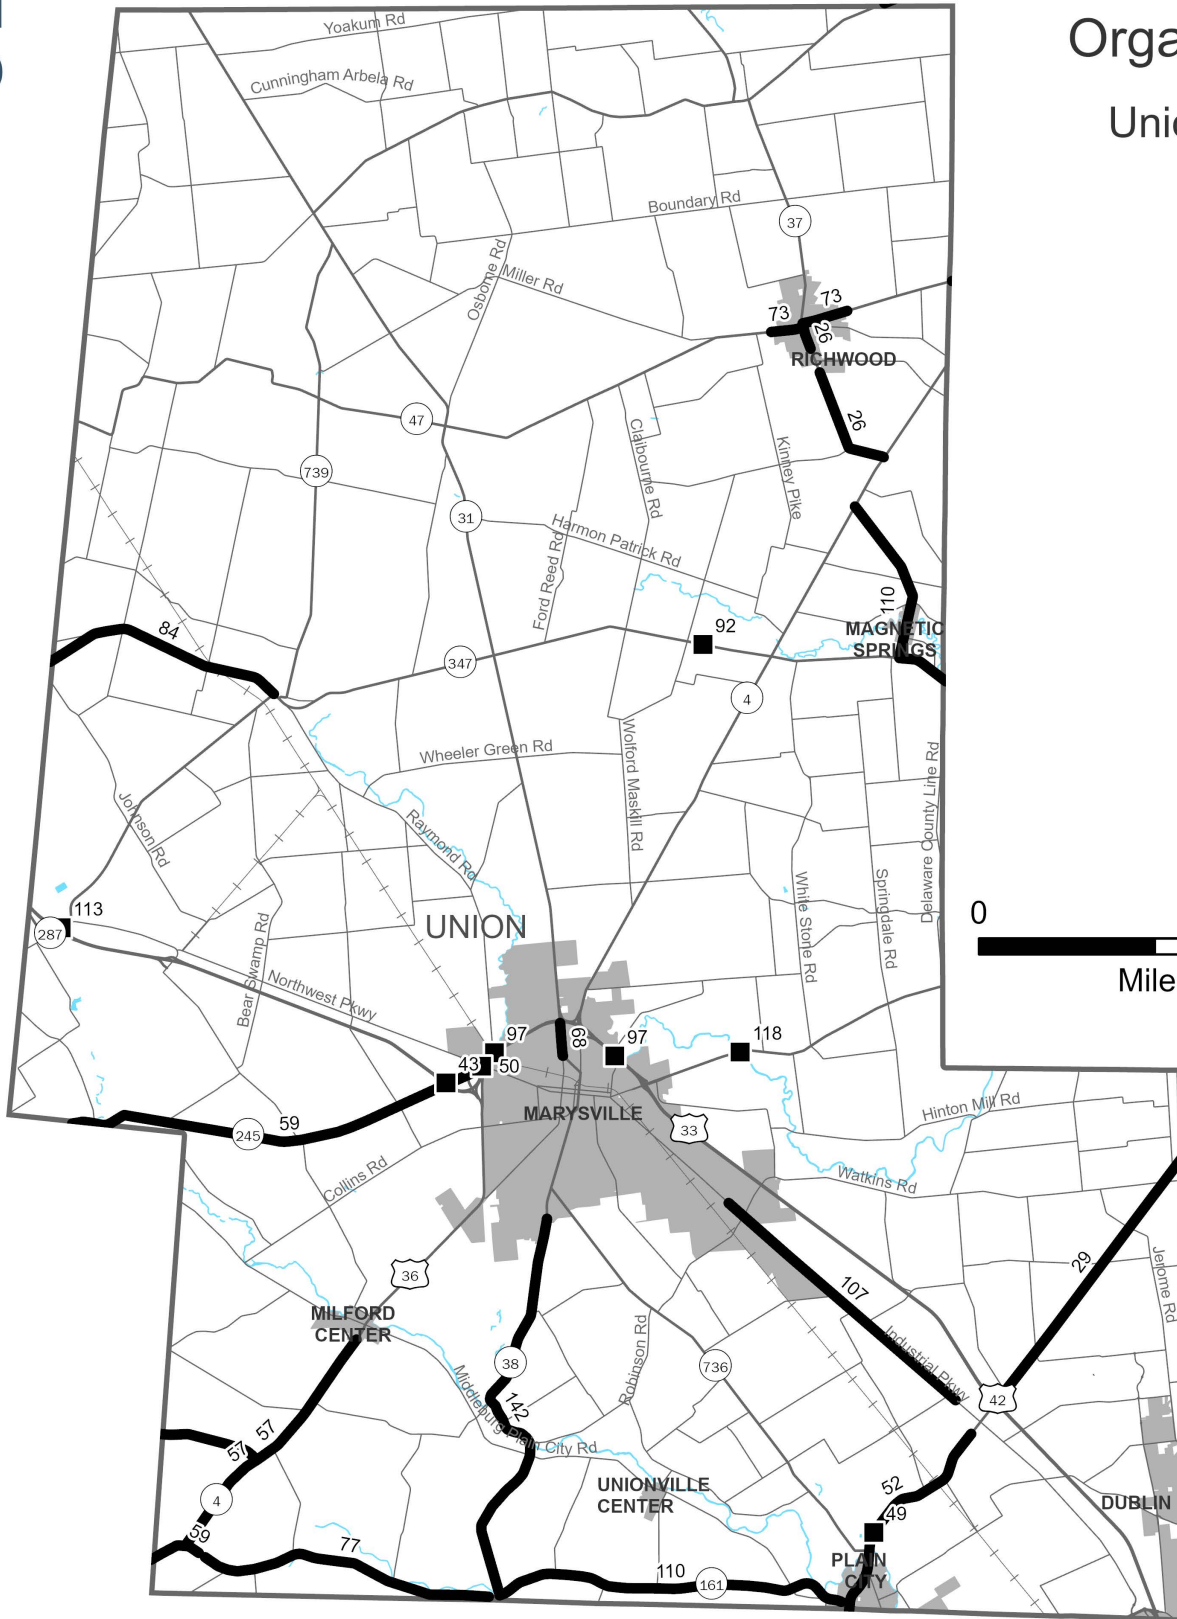 Orga
Unio
Yoakum Rd
Cunningham Arbela Rd
Boundary Rd
37
Osborne Rd
Miller Rd
73
73
26
RICHWOOD
47
26
Claibourne Rd
Kinney Pike
739
31
Harmon Patrick Rd
Ford Reed Rd
110
84
92
MAGNETIC
SPRINGS
347
4
Wheeler Green Rd
Wolford Maskill Rd
Delaware County Line Rd
Johnson Rd
Raymond Rd
White Stone Rd
Springdale Rd
113
287
UNION
0
Mile
Bear Swamp Rd
Northwest Pkwy
97
68
97
118
43
50
MARYSVILLE
59
245
33
Hinton Mill Rd
Collins Rd
Watkins Rd
36
29
Jerome Rd
107
MILFORD
CENTER
38
Robinson Rd
736
Industrial Pkwy
42
142
Middleburg Plain City Rd
57
57
4
UNIONVILLE
CENTER
52
49
DUBLIN
59
77
110
161
PLAIN
CITY